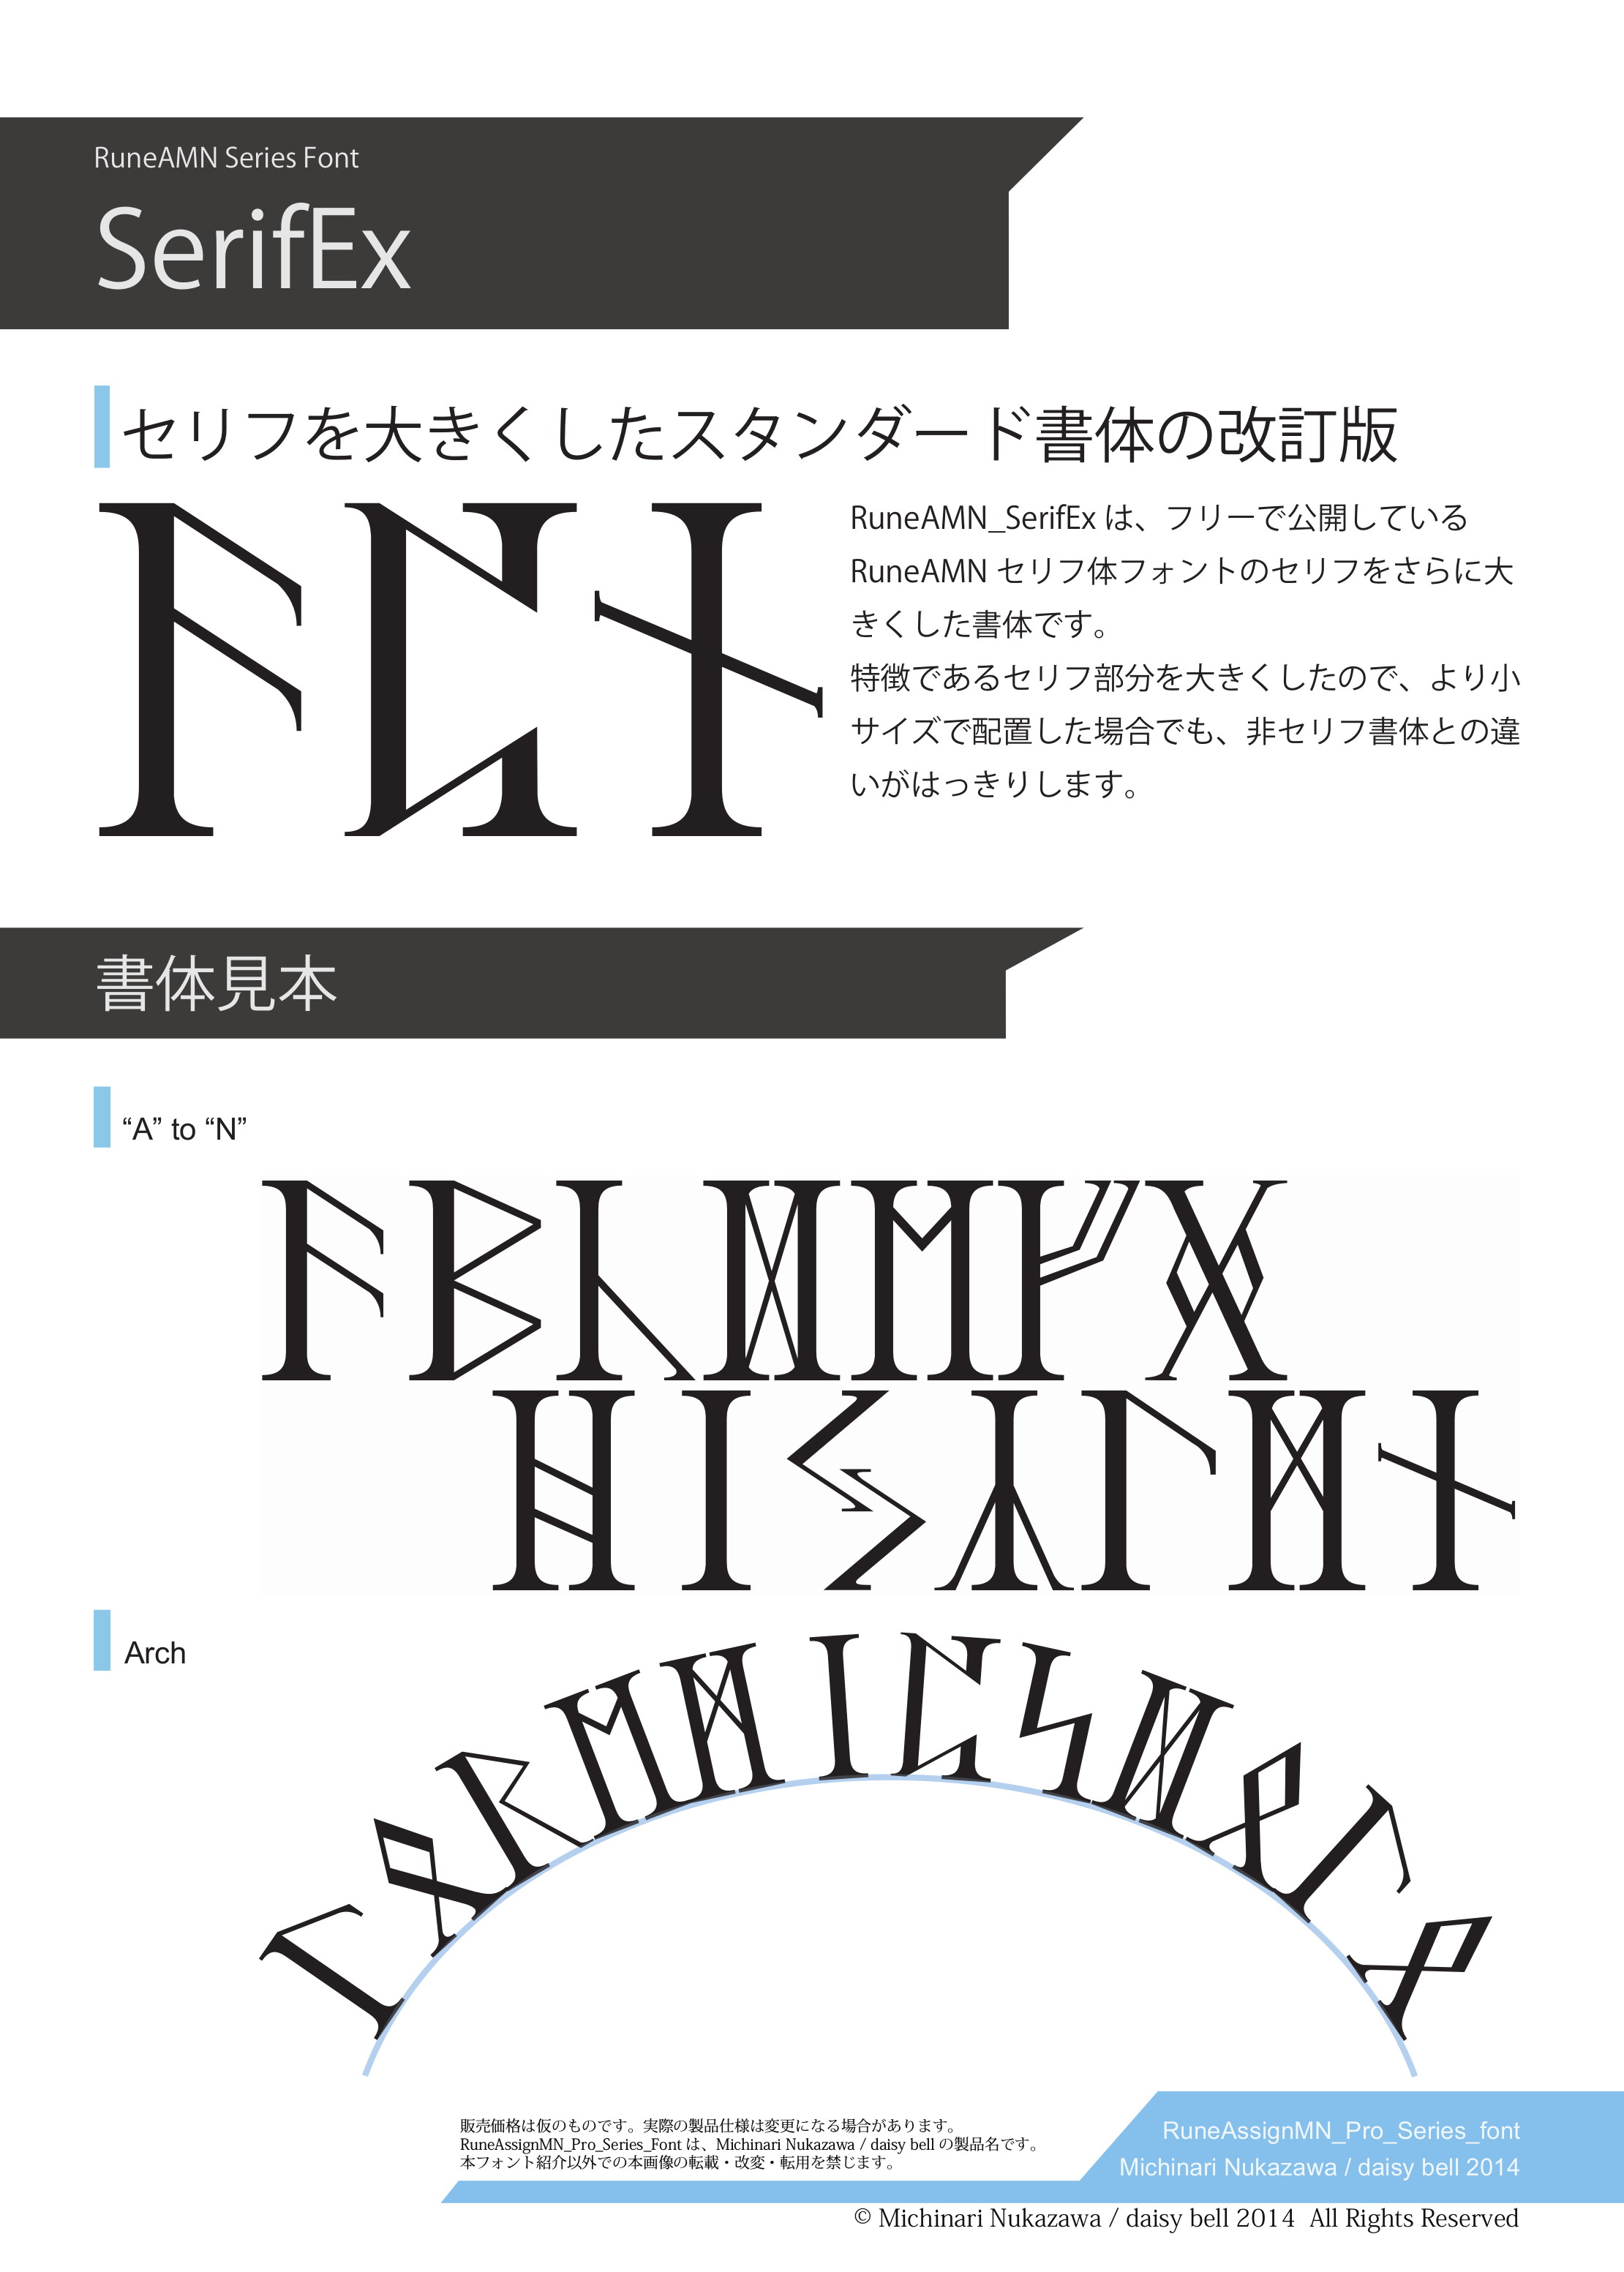 RuneAMN Series Font
SerifEx
セリフを大きくしたスタンダード書体の改訂版
ᚨᛈᚾ
RuneAMN_SerifEx は、フリーで公開している
RuneAMN セリフ体フォントのセリフをさらに大
きくした書体です。
特徴であるセリフ部分を大きくしたので、より小
サイズで配置した場合でも、非セリフ書体との違
いがはっきりします。
書体見本
“A” to “N”
ᚨᛒᚳᛞᛖᚠᚸ
ᚻᛁᛃᛣᛚᛗᚾ
Arch
ᛚᛟᚱᛖᛗ ᛁᛈᛋᛞᛟᛚᛟ
販売価格は仮のものです。実際の製品仕様は変更になる場合があります。
RuneAssignMN_Pro_Series_Font は、Michinari Nukazawa / daisy bell の製品名です。
本フォント紹介以外での本画像の転載・改変・転用を禁じます。
RuneAssignMN_Pro_Series_font
Michinari Nukazawa / daisy bell 2014
© Michinari Nukazawa / daisy bell 2014  All Rights Reserved